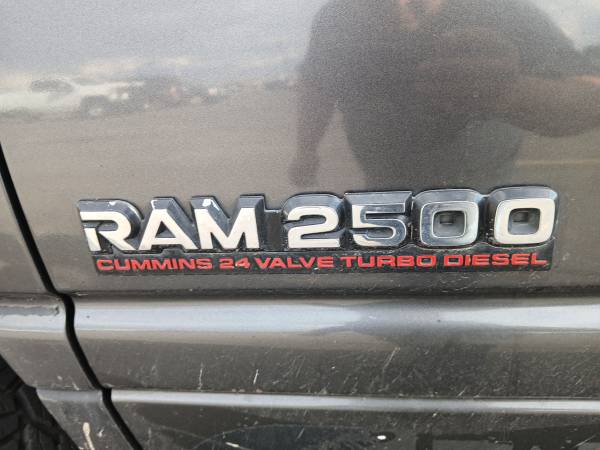 RAM 2500
CUMMINS 24 VALVE TURBO DIESEL